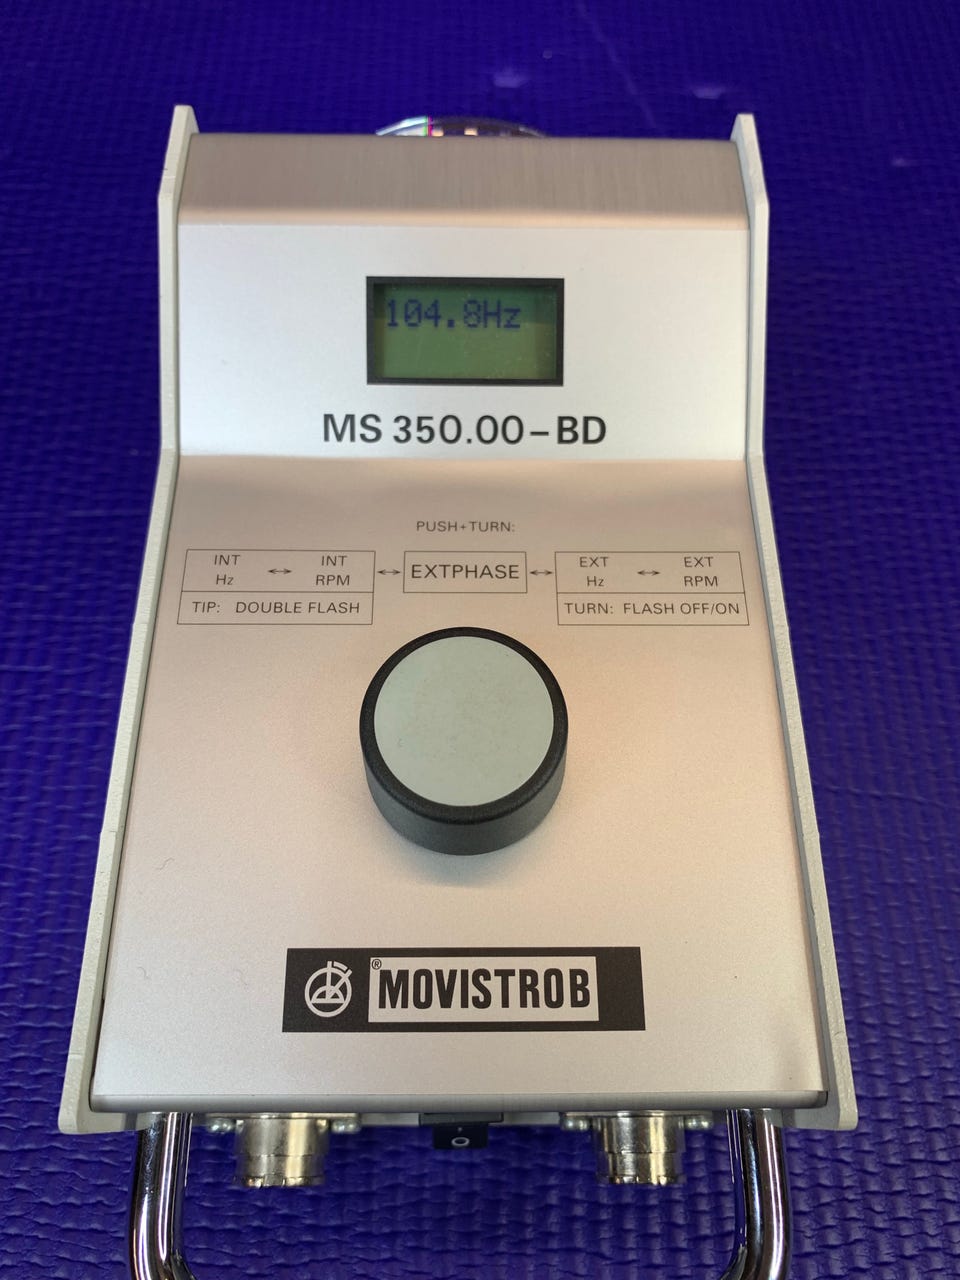 104.8Hz
MS 350.00-BD
PUSH+TURN:
INT ↔ INT ↔ EXTPHASE ↔ EXT ↔ EXT
Hz RPM Hz RPM
TIP: DOUBLE FLASH TURN: FLASH OFF/ON
® MOVISTROB
O